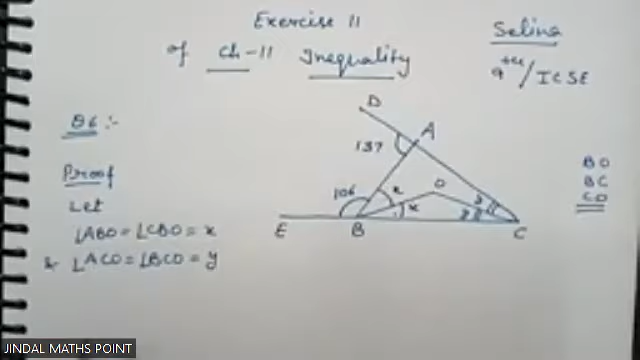 Exercise 11
of Ch-11 Inequality
Selina
9th/ICSE
Q6:-
Proof
Let
∠ABO = ∠CBO = x
& ∠ACO = ∠BCO = y
D
A
137
O
106
x
x
y
y
E
B
C
BO
BC
CO
JINDAL MATHS POINT